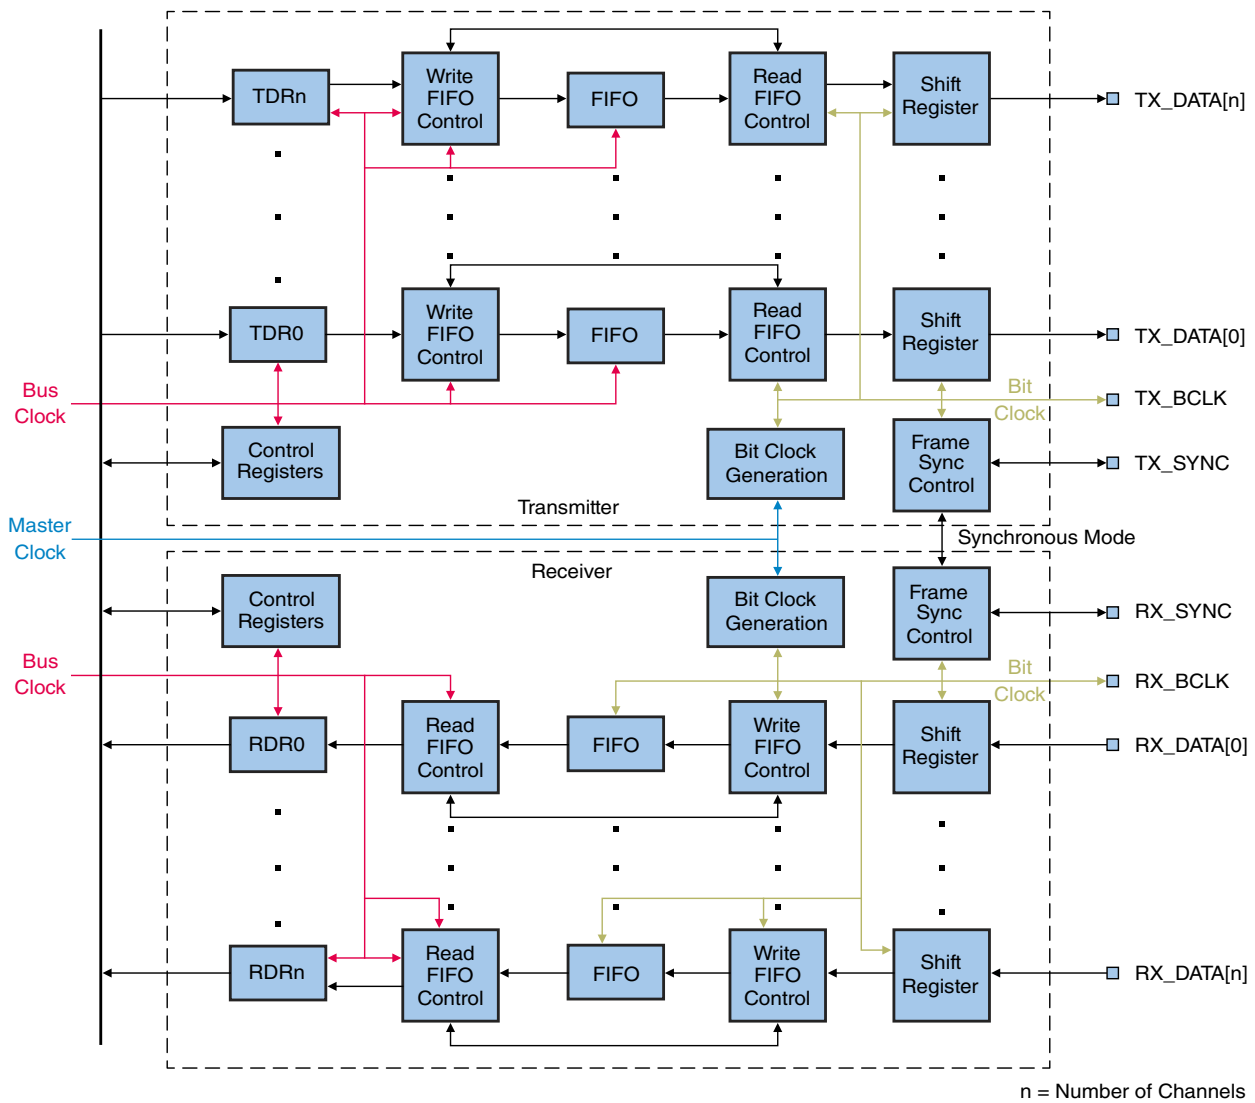 TDRn
Write
FIFO
Control
FIFO
Read
FIFO
Control
Shift
Register
TX_DATA[n]
TDR0
Write
FIFO
Control
FIFO
Read
FIFO
Control
Shift
Register
TX_DATA[0]
Bus
Clock
Bit
Clock
TX_BCLK
Control
Registers
Bit Clock
Generation
Frame
Sync
Control
TX_SYNC
Transmitter
Master
Clock
Synchronous Mode
Receiver
Control
Registers
Bit Clock
Generation
Frame
Sync
Control
RX_SYNC
Bus
Clock
Bit
Clock
RX_BCLK
RDR0
Read
FIFO
Control
FIFO
Write
FIFO
Control
Shift
Register
RX_DATA[0]
RDRn
Read
FIFO
Control
FIFO
Write
FIFO
Control
Shift
Register
RX_DATA[n]
n = Number of Channels